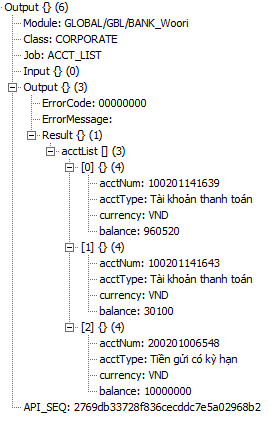 Output {} (6)
Module: GLOBAL/GBL/BANK_Woori
Class: CORPORATE
Job: ACCT_LIST
Input {} (0)
Output {} (3)
ErrorCode: 00000000
ErrorMessage:
Result {} (1)
acctList [] (3)
[0] {} (4)
acctNum: 100201141639
acctType: Tài khoản thanh toán
currency: VND
balance: 960520
[1] {} (4)
acctNum: 100201141643
acctType: Tài khoản thanh toán
currency: VND
balance: 30100
[2] {} (4)
acctNum: 200201006548
acctType: Tiền gửi có kỳ hạn
currency: VND
balance: 10000000
API_SEQ: 2769db33728f836cecddc7e5a02968b2